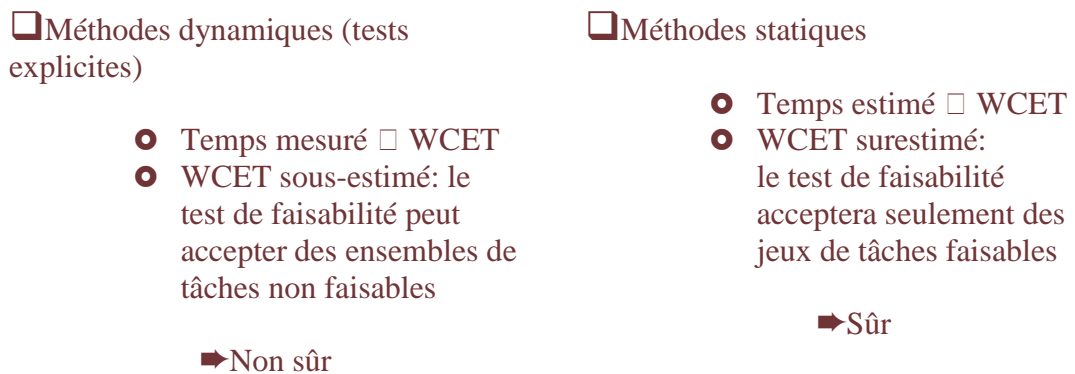 ❑Méthodes dynamiques (tests
explicites)
Temps mesuré □ WCET
WCET sous-estimé: le
test de faisabilité peut
accepter des ensembles de
tâches non faisables
➨Non sûr
❑Méthodes statiques
Temps estimé □ WCET
WCET surestimé:
le test de faisabilité
acceptera seulement des
jeux de tâches faisables
➨Sûr